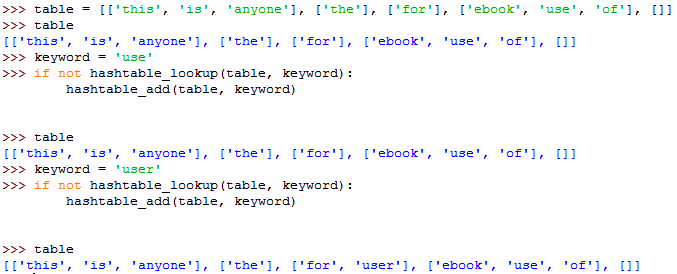 >>> table = [['this', 'is', 'anyone'], ['the'], ['for'], ['ebook', 'use', 'of'], []]
>>> table
[['this', 'is', 'anyone'], ['the'], ['for'], ['ebook', 'use', 'of'], []]
>>> keyword = 'use'
>>> if not hashtable_lookup(table, keyword):
        hashtable_add(table, keyword)
>>> table
[['this', 'is', 'anyone'], ['the'], ['for'], ['ebook', 'use', 'of'], []]
>>> keyword = 'user'
>>> if not hashtable_lookup(table, keyword):
        hashtable_add(table, keyword)
>>> table
[['this', 'is', 'anyone'], ['the'], ['for', 'user'], ['ebook', 'use', 'of'], []]